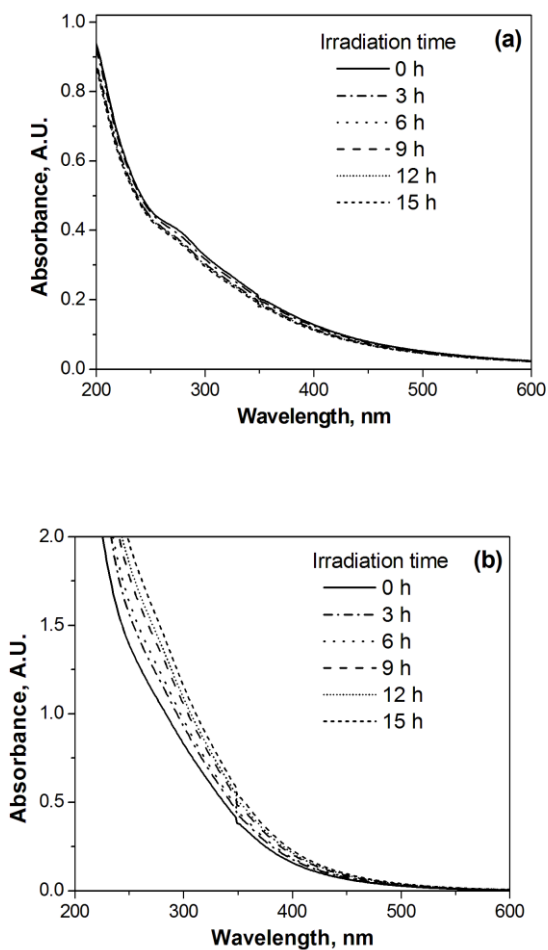 Irradiation time (a)
0 h
3 h
6 h
9 h
12 h
15 h
1.0
0.8
0.6
0.4
0.2
0.0
Absorbance, A.U.
200 300 400 500 600
Wavelength, nm
Irradiation time (b)
0 h
3 h
6 h
9 h
12 h
15 h
2.0
1.5
1.0
0.5
0.0
Absorbance, A.U.
200 300 400 500 600
Wavelength, nm